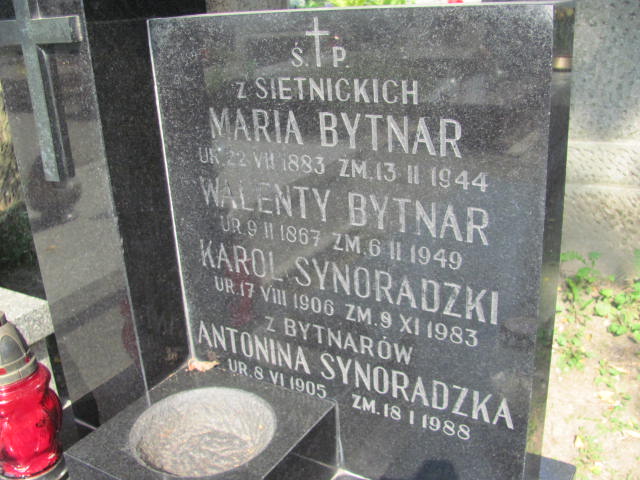 Ś. P.
Z SIETNICKICH
MARIA BYTNAR
UR. 22 VII 1883 ZM. 13 II 1944
WALENTY BYTNAR
UR. 9 II 1867 ZM. 6 II 1949
KAROL SYNORADZKI
UR. 17 VIII 1906 ZM. 9 XI 1983
Z BYTNARÓW
ANTONINA SYNORADZKA
UR. 8 VI 1905 ZM. 18 I 1988